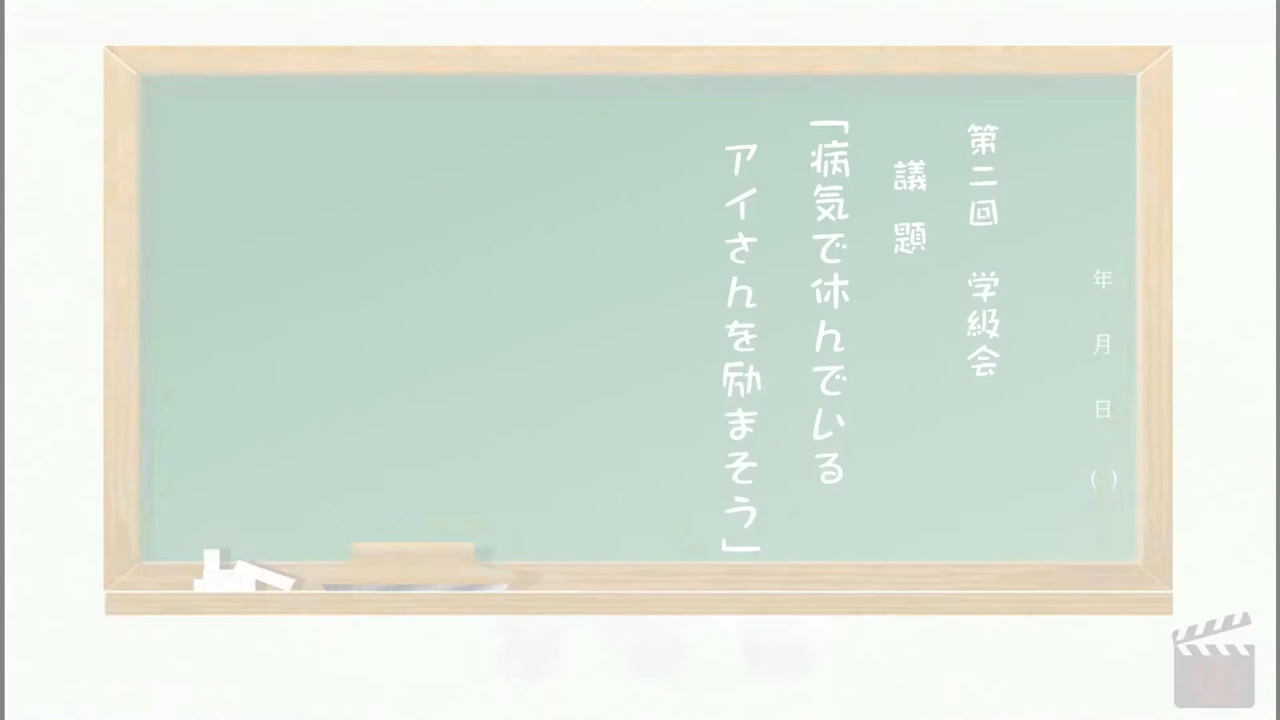 年 月 日 ( )
第二回 学級会
議題
「病気で休んでいる
アイさんを励まそう」